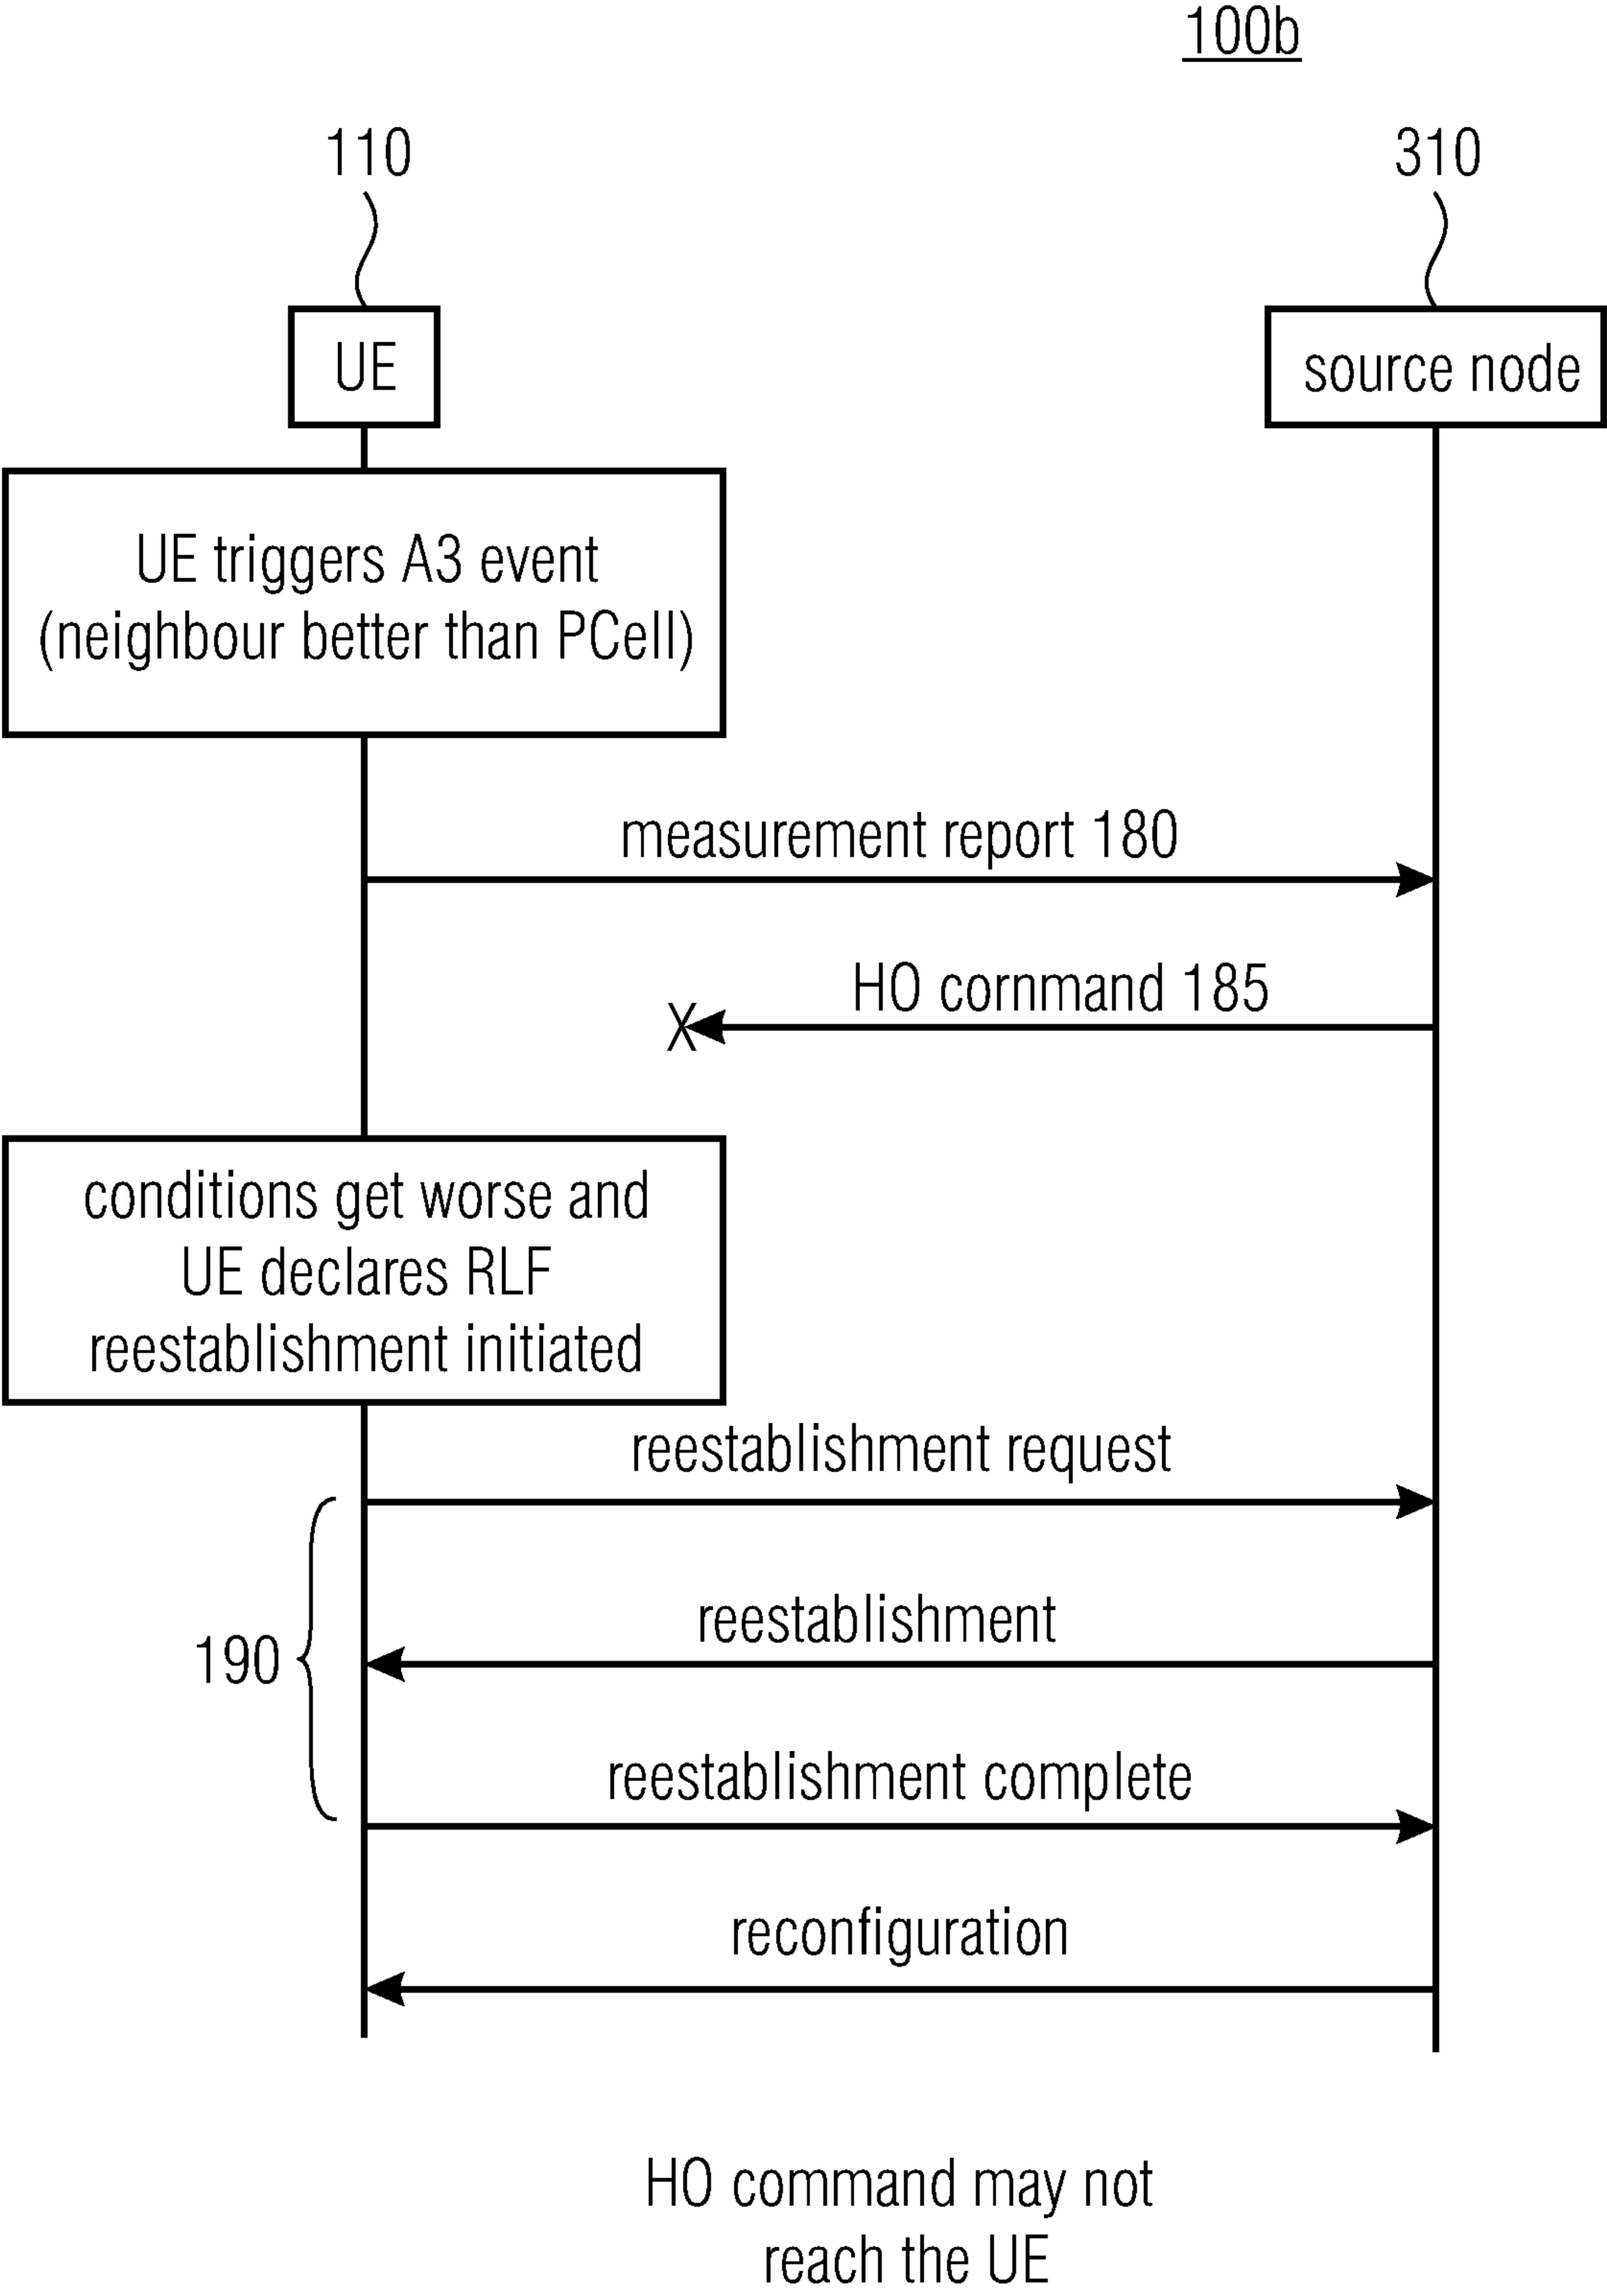 100b
110
310
UE
source node
UE triggers A3 event
(neighbour better than PCell)
measurement report 180
HO cornmand 185
X
conditions get worse and
UE declares RLF
reestablishment initiated
reestablishment request
reestablishment
190
reestablishment complete
reconfiguration
HO command may not
reach the UE